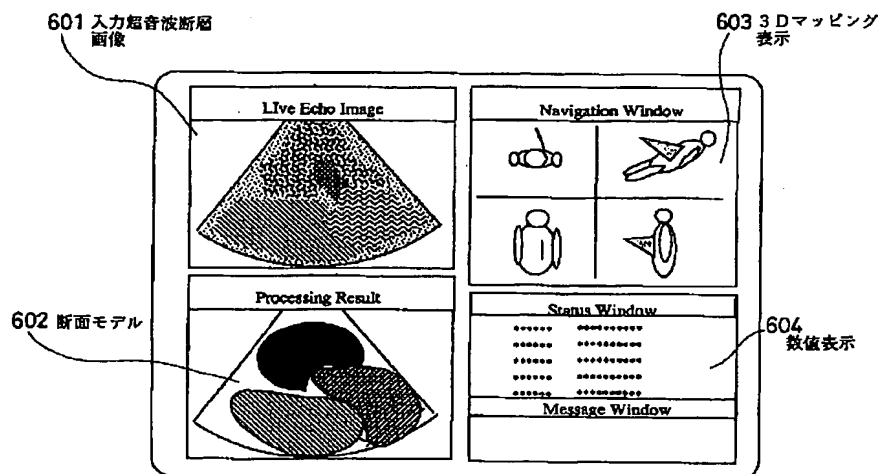 601 入力超音波断層
画像
603 3Dマッピング
表示
LIve Echo Image
Navigation Window
Processing Result
Status Window
602 断面モデル
604
数値表示
Message Window